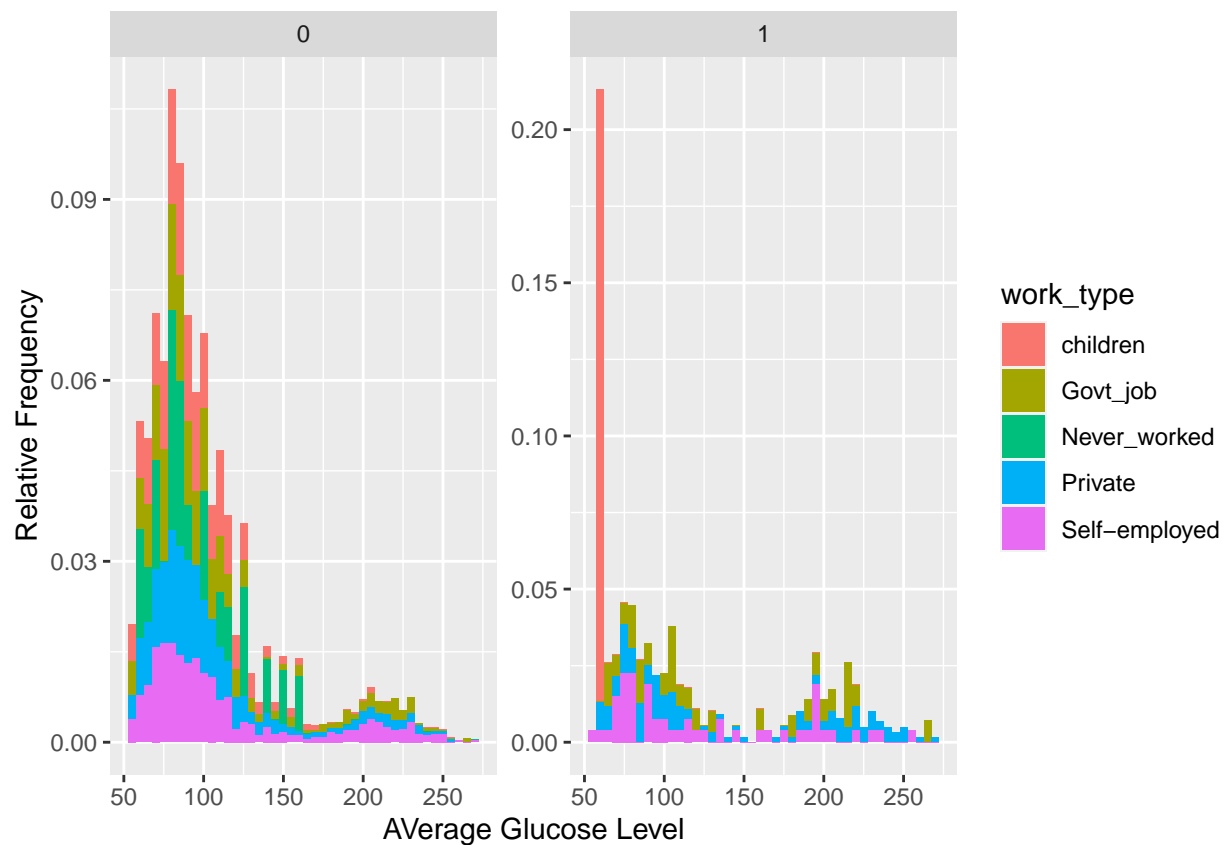 0
1
0.09
0.06
0.03
0.00
0.20
0.15
0.10
0.05
0.00
50 100 150 200 250
50 100 150 200 250
Relative Frequency
AVerage Glucose Level
work_type
children
Govt_job
Never_worked
Private
Self−employed